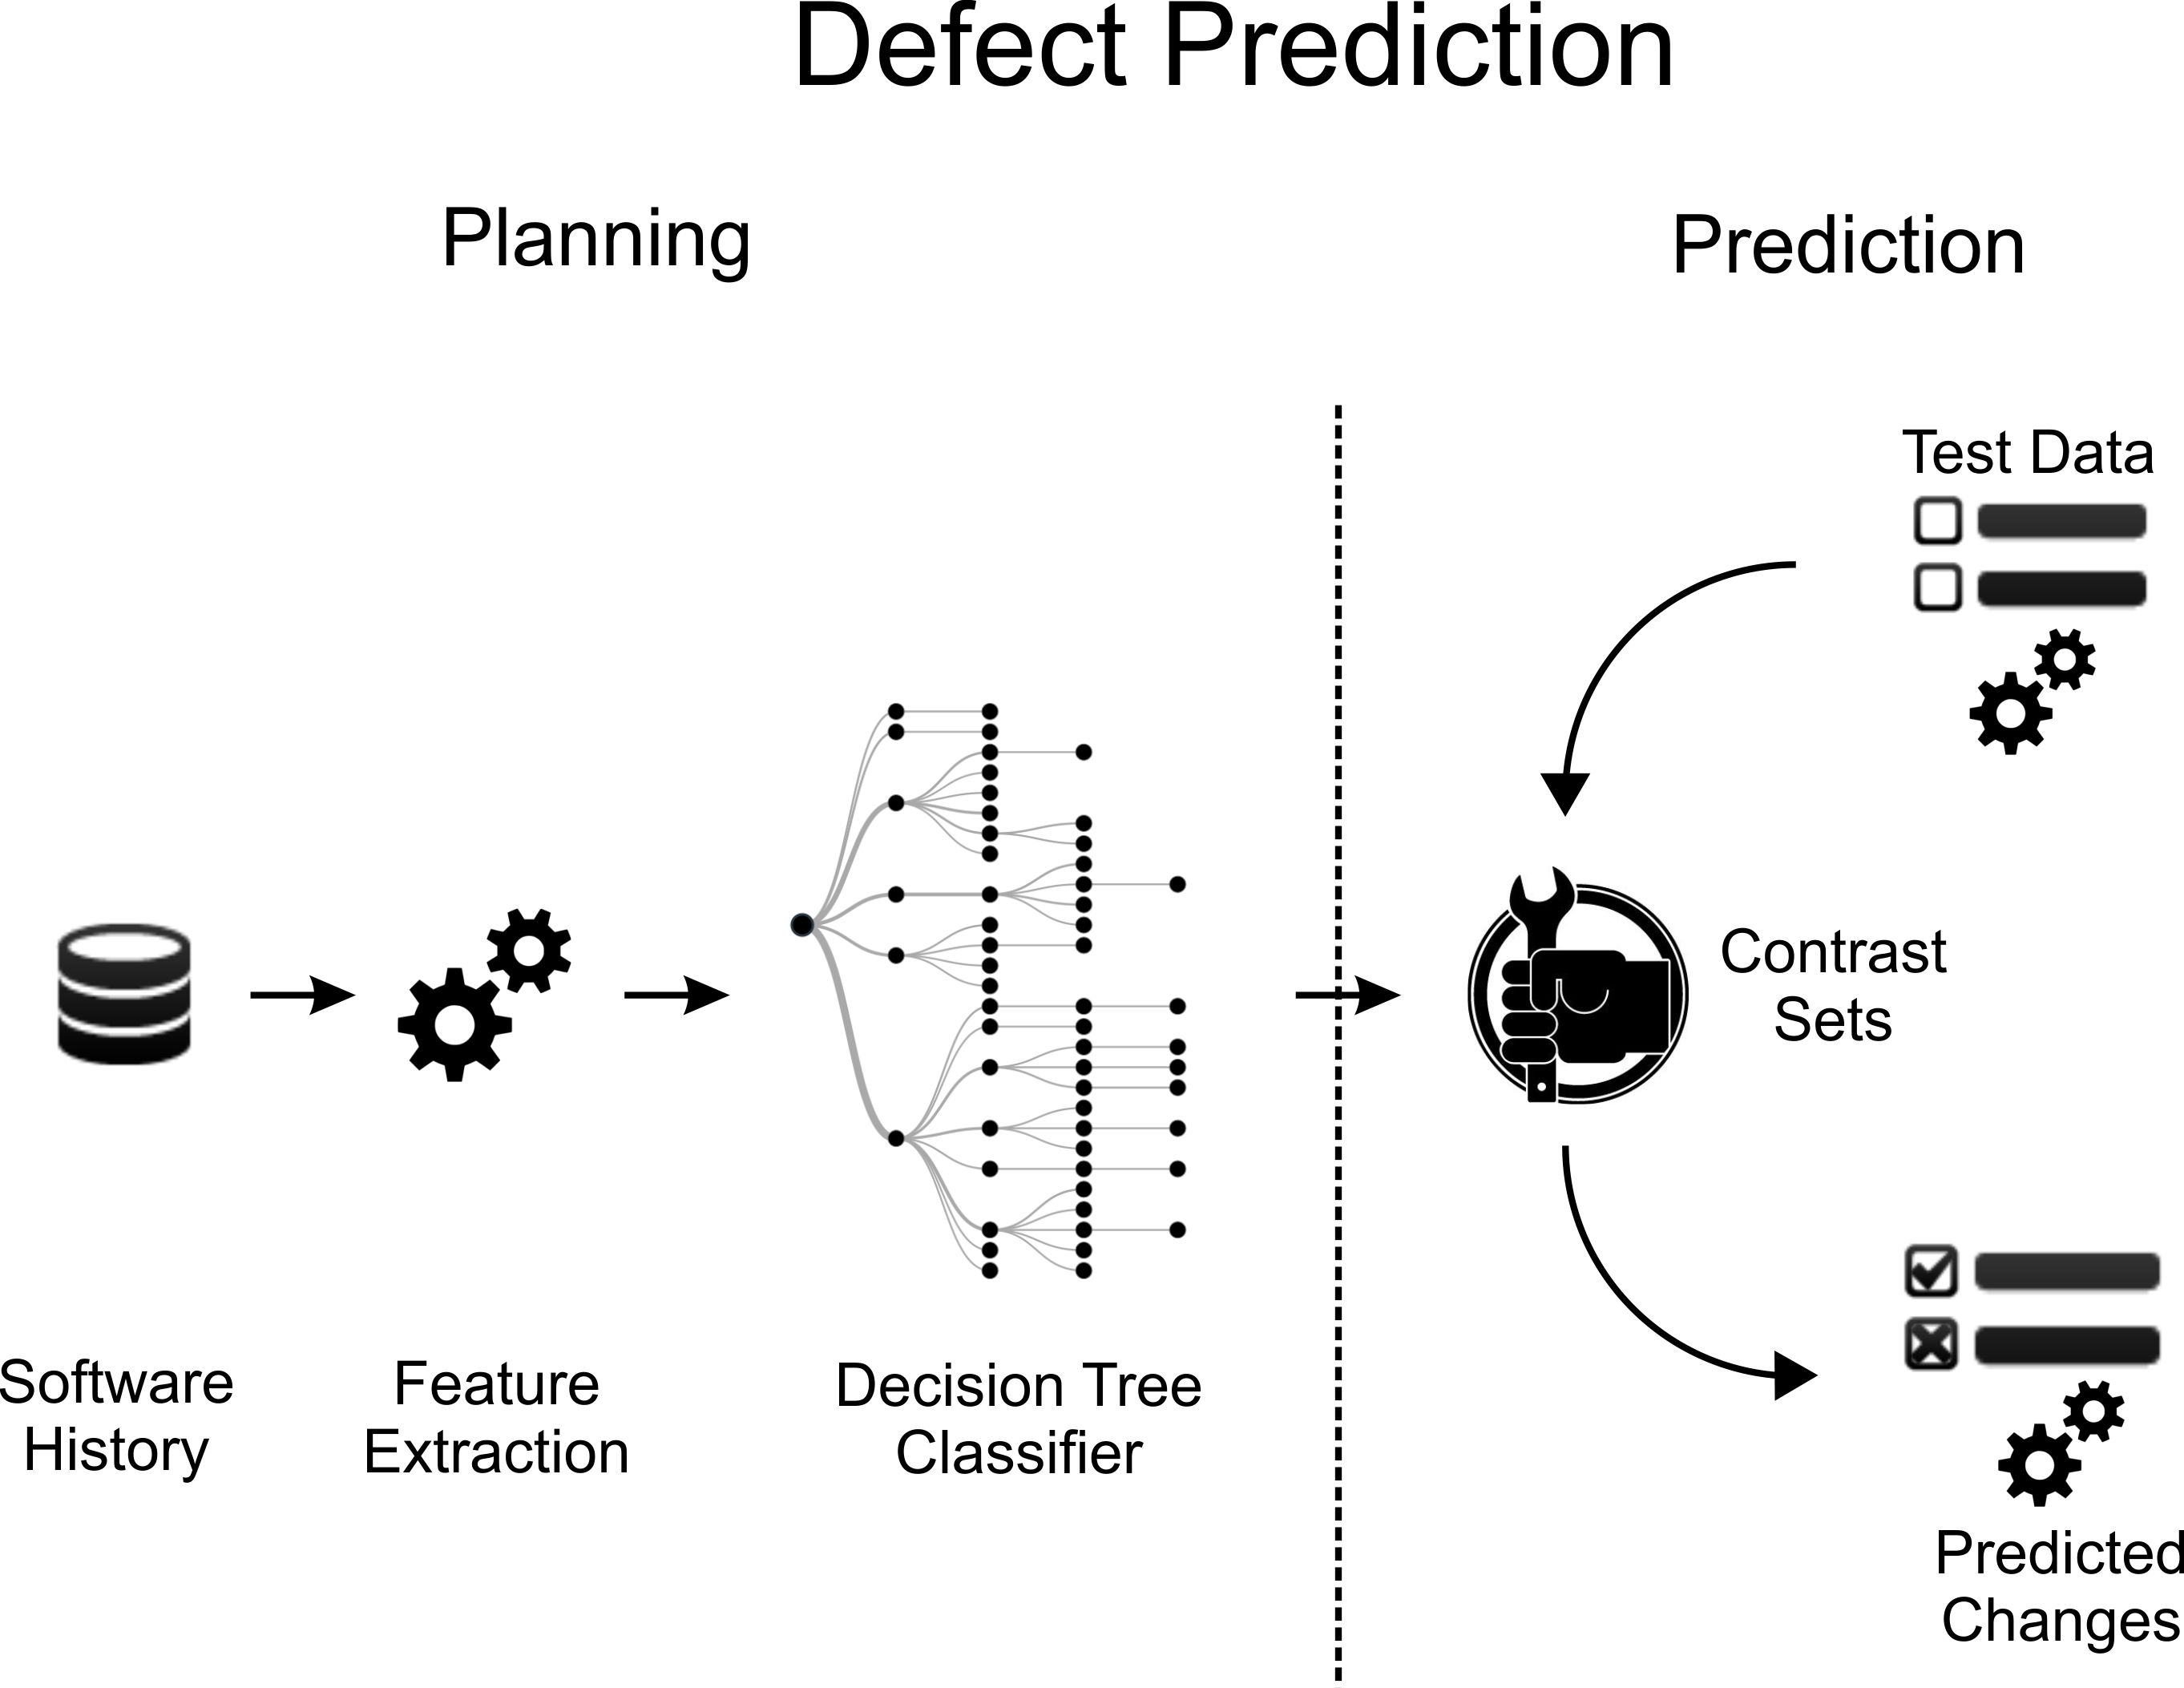 Defect Prediction
Planning
Prediction
Test Data
Contrast
Sets
Software
History
Feature
Extraction
Decision Tree
Classifier
Predicted
Changes